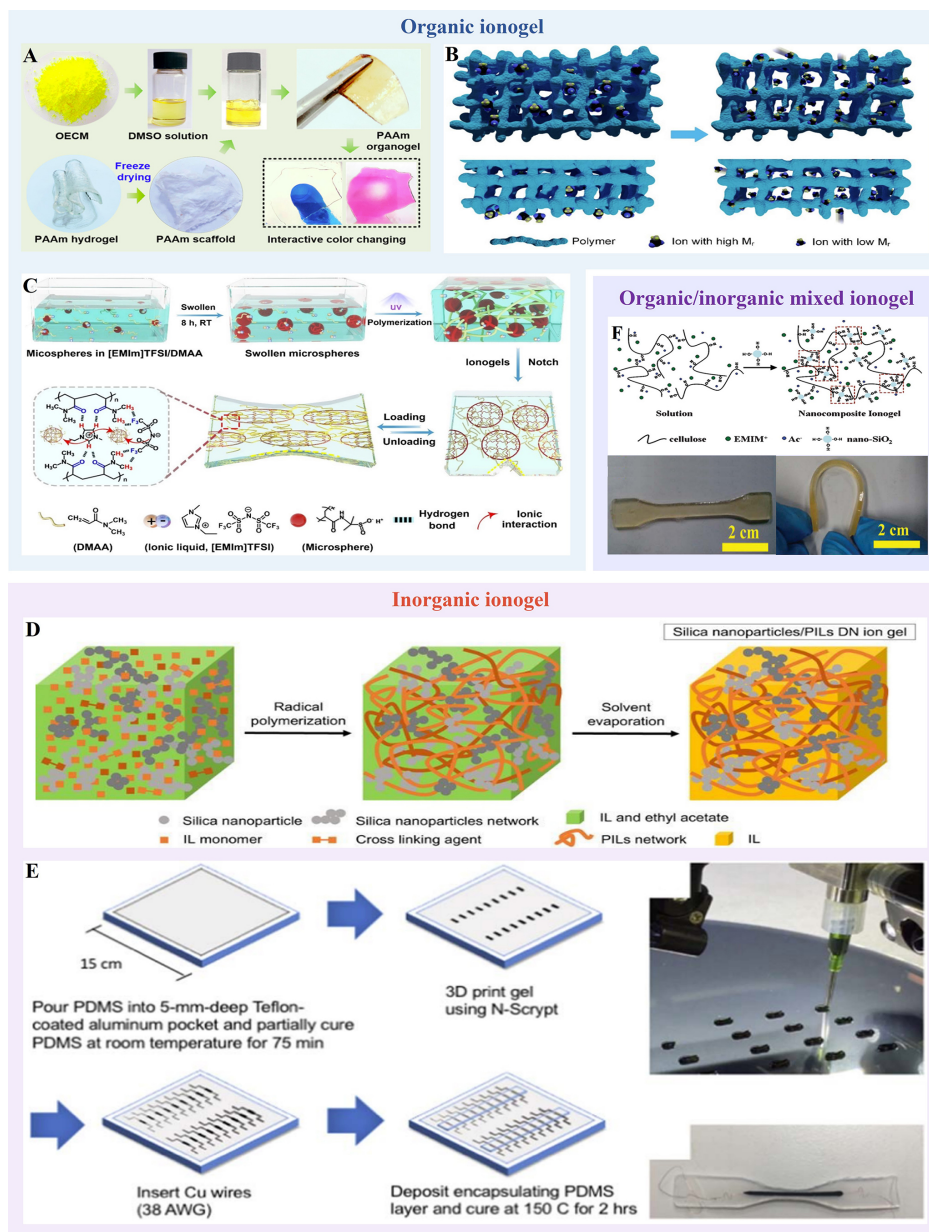 Organic ionogel
A
OECM
DMSO solution
PAAm
organogel
Freeze
drying
PAAm hydrogel
PAAm scaffold
Interactive color changing
B
Polymer
Ion with high Mr
Ion with low Mr
C
Swollen
8 h, RT
UV
Polymerization
Micospheres in [EMIm]TFSI/DMAA
Swollen microspheres
Ionogels
Notch
Loading
Unloading
(DMAA)
(Ionic liquid, [EMIm]TFSI)
(Microsphere)
Hydrogen
bond
Ionic
interaction
Organic/inorganic mixed ionogel
F
Solution
Nanocomposite Ionogel
cellulose
EMIM+
Ac-
nano-SiO2
2 cm
2 cm
Inorganic ionogel
D
Silica nanoparticles/PILs DN ion gel
Radical
polymerization
Solvent
evaporation
Silica nanoparticle
Silica nanoparticles network
IL and ethyl acetate
IL monomer
Cross linking agent
PILs network
IL
E
15 cm
Pour PDMS into 5-mm-deep Teflon-
coated aluminum pocket and partially cure
PDMS at room temperature for 75 min
3D print gel
using N-Scrypt
Insert Cu wires
(38 AWG)
Deposit encapsulating PDMS
layer and cure at 150 C for 2 hrs